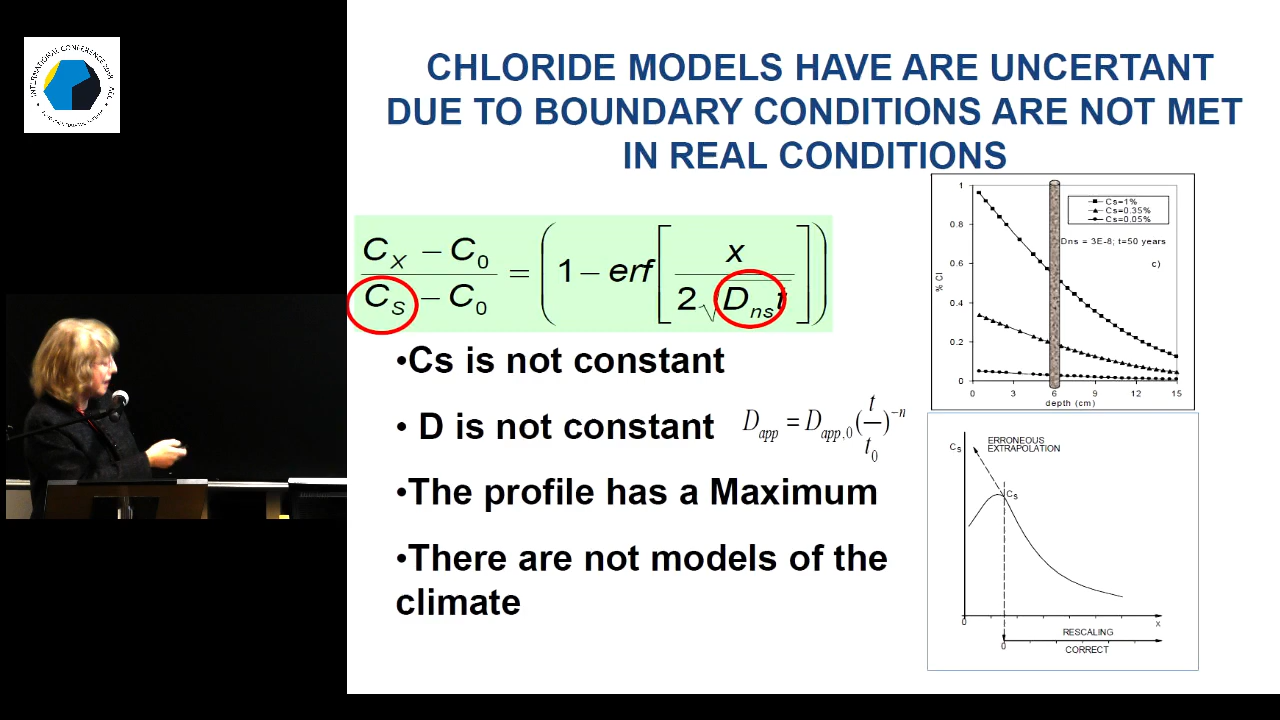 INTERNATIONAL CONFERENCE
CHLORIDE MODELS HAVE ARE UNCERTANT
DUE TO BOUNDARY CONDITIONS ARE NOT MET
IN REAL CONDITIONS
C_X − C_0 / C_S − C_0 = (1 − erf[x / 2√D_ns t])
•Cs is not constant
• D is not constant
D_app = D_app,0 (t / t_0)^−n
•The profile has a Maximum
•There are not models of the
climate
1
0.8
0.6
0.4
0.2
0
% Cl
Cs=1%
Cs=0.35%
Cs=0.05%
Dns = 3E-8; t=50 years
c)
0 3 6 9 12 15
depth (cm)
Cs
ERRONEOUS
EXTRAPOLATION
Cs
0
x
RESCALING
0
CORRECT